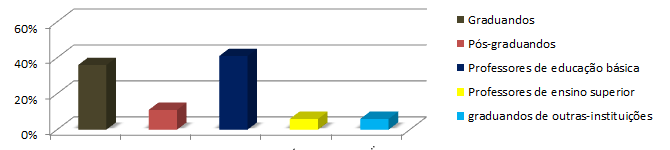 60%
40%
20%
0%
Graduandos
Pós-graduandos
Professores de educação básica
Professores de ensino superior
graduandos de outras-instituições